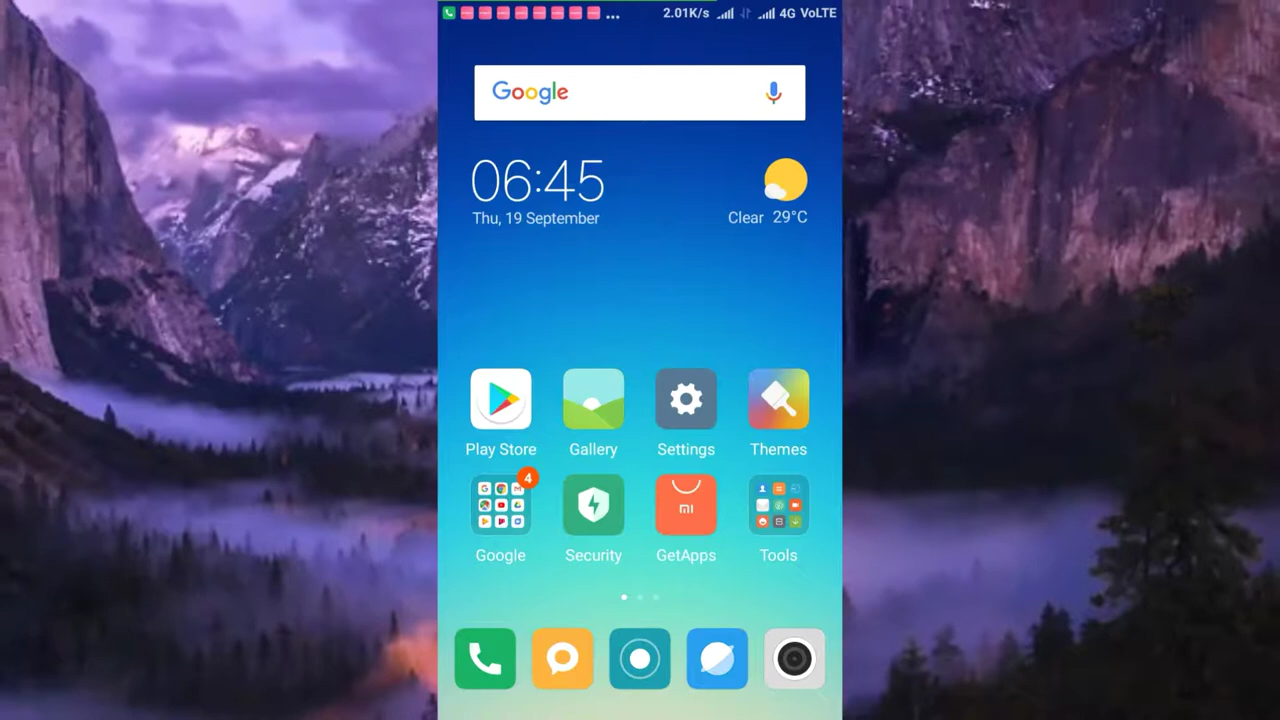 ... 2.01K/s 4G VoLTE
Google
06:45
Thu, 19 September
Clear 29°C
Play Store Gallery Settings Themes
4
mi
Google Security GetApps Tools